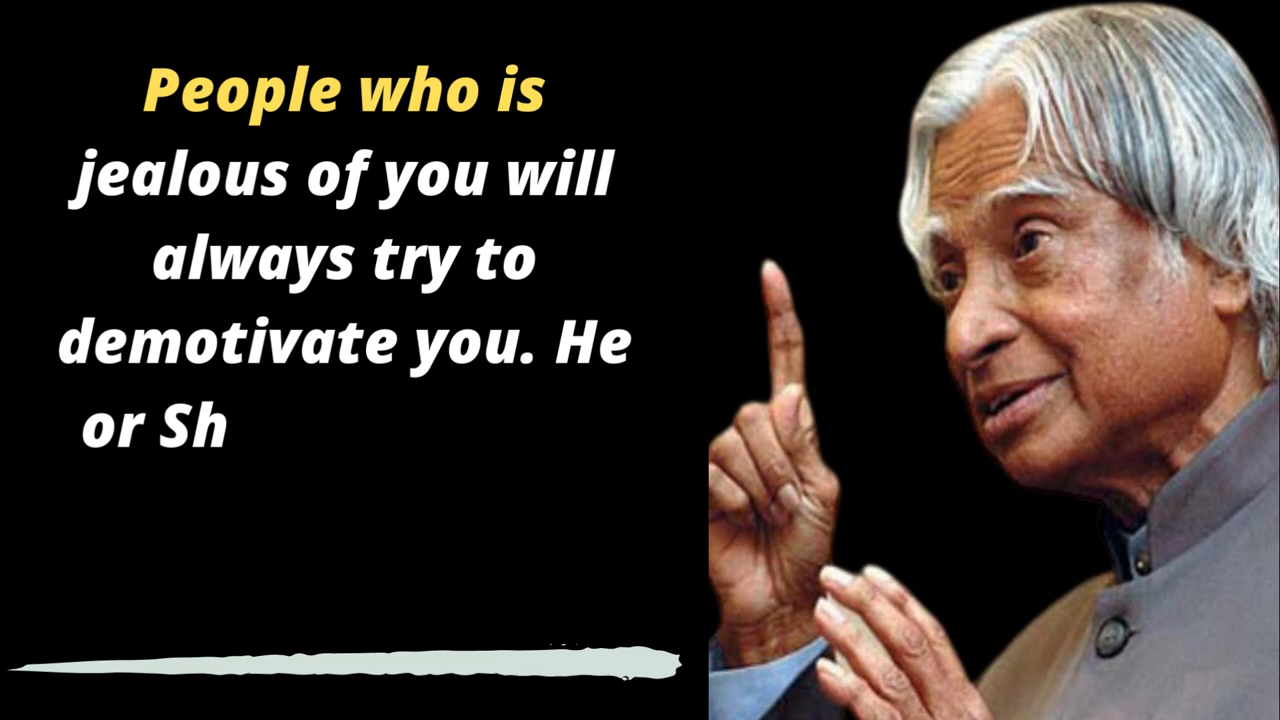 People who is
jealous of you will
always try to
demotivate you. He
or Sh